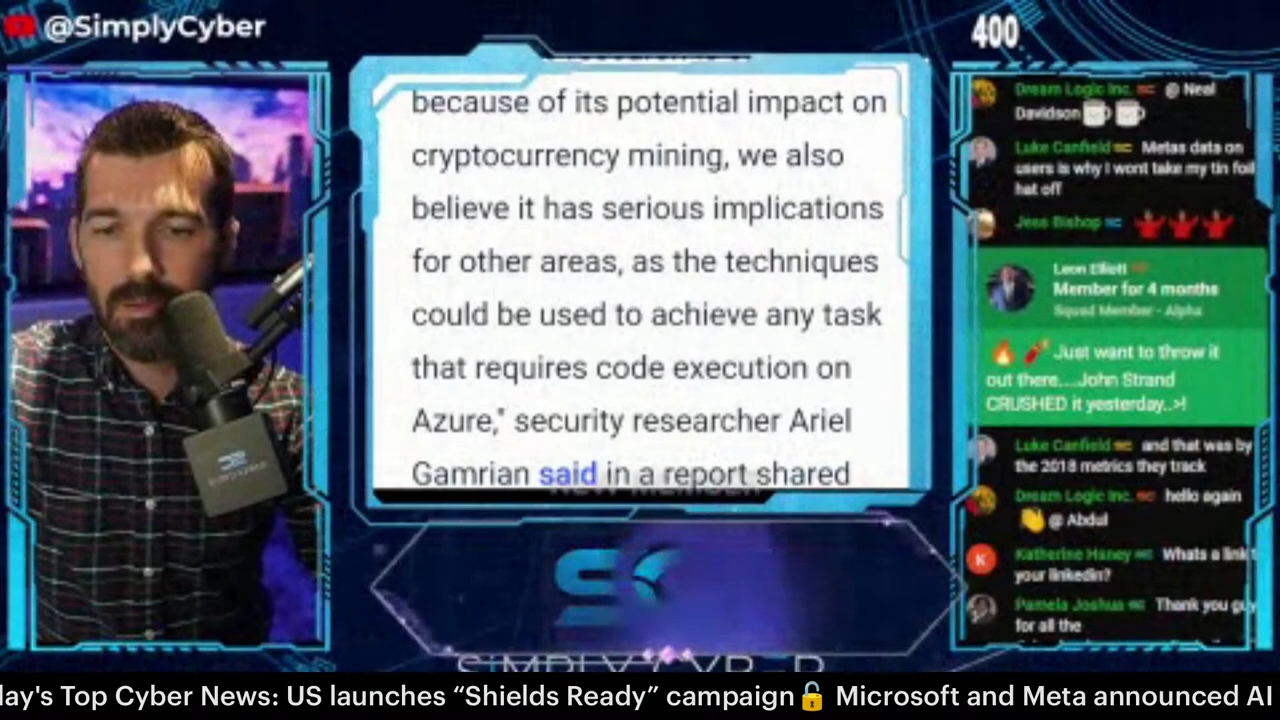 @SimplyCyber
400
because of its potential impact on
cryptocurrency mining, we also
believe it has serious implications
for other areas, as the techniques
could be used to achieve any task
that requires code execution on
Azure," security researcher Ariel
Gamrian said in a report shared
Dream Logic Inc. @ Neal
Davidson
Luke Canfield Metas data on
users is why I wont take my tin foil
hat off
Jess Bishop
Leon Elliott
Member for 4 months
Squad Member - Alpha
Just want to throw it
out there....John Strand
CRUSHED it yesterday..>!
Luke Canfield and that was by
the 2018 metrics they track
Dream Logic Inc. hello again
@ Abdul
K
Katherine Haney Whats a link t
your linkedin?
Pamela Joshua Thank you guy
for all the
SC
SIMPLY CYBER
lay's Top Cyber News: US launches “Shields Ready” campaign🔓 Microsoft and Meta announced AI